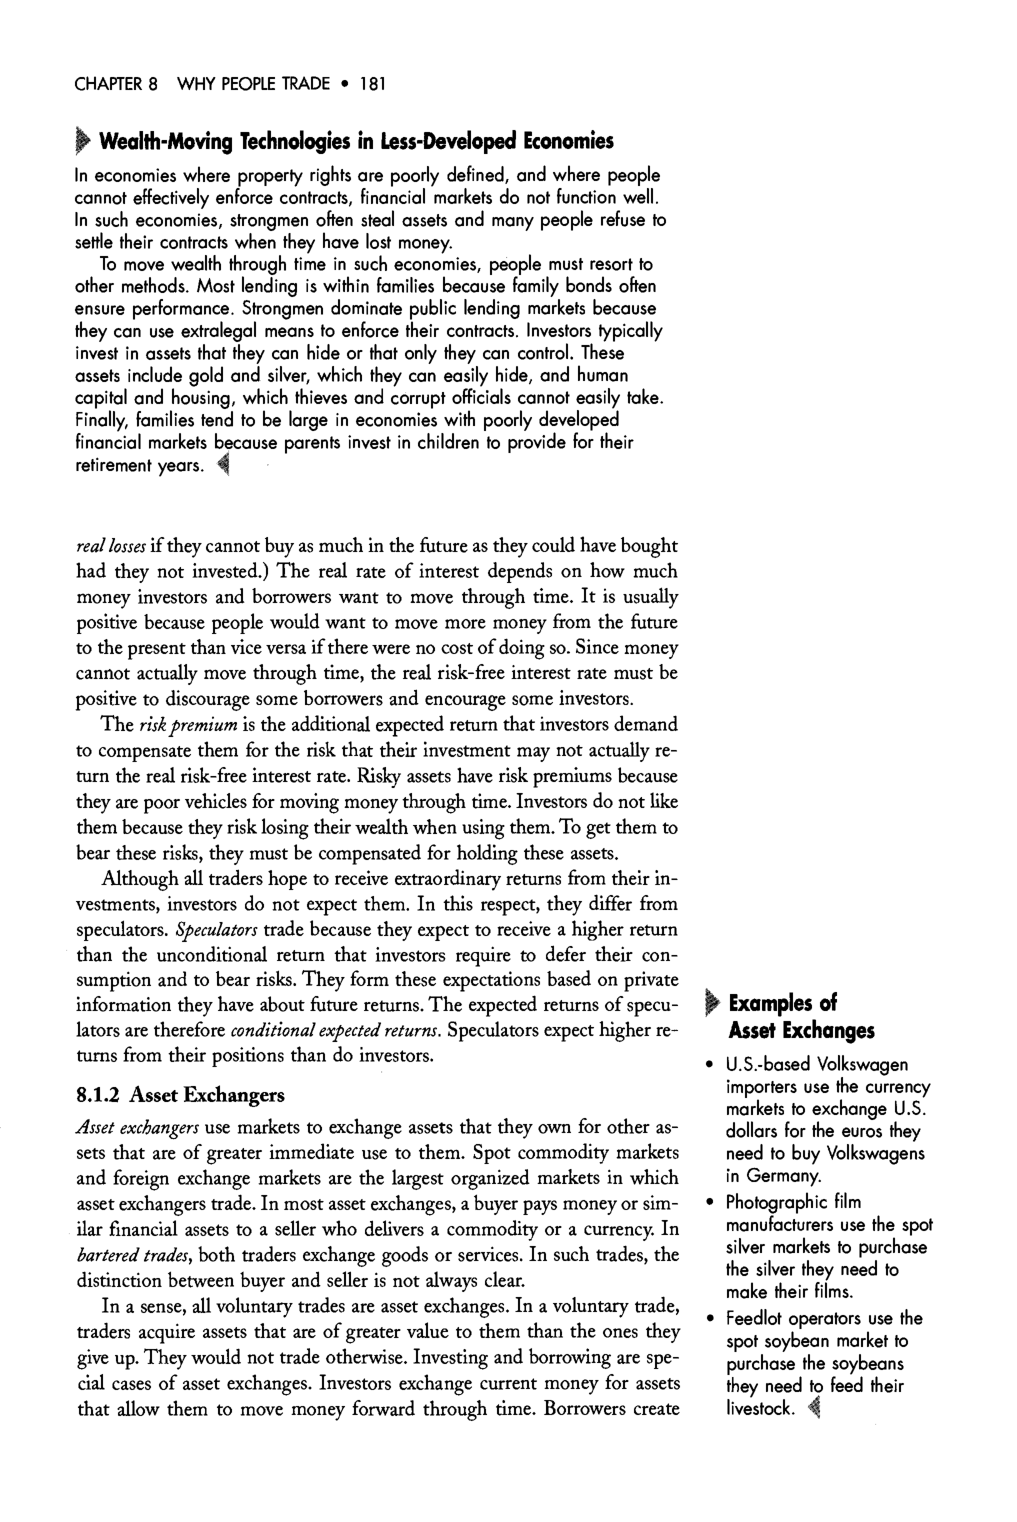 CHAPTER 8 WHY PEOPLE TRADE • 181
Wealth-Moving Technologies in Less-Developed Economies
In economies where property rights are poorly defined, and where people
cannot effectively enforce contracts, financial markets do not function well.
In such economies, strongmen often steal assets and many people refuse to
settle their contracts when they have lost money.
To move wealth through time in such economies, people must resort to
other methods. Most lending is within families because family bonds often
ensure performance. Strongmen dominate public lending markets because
they can use extralegal means to enforce their contracts. Investors typically
invest in assets that they can hide or that only they can control. These
assets include gold and silver, which they can easily hide, and human
capital and housing, which thieves and corrupt officials cannot easily take.
Finally, families tend to be large in economies with poorly developed
financial markets because parents invest in children to provide for their
retirement years.
real losses if they cannot buy as much in the future as they could have bought
had they not invested.) The real rate of interest depends on how much
money investors and borrowers want to move through time. It is usually
positive because people would want to move more money from the future
to the present than vice versa if there were no cost of doing so. Since money
cannot actually move through time, the real risk-free interest rate must be
positive to discourage some borrowers and encourage some investors.
The risk premium is the additional expected return that investors demand
to compensate them for the risk that their investment may not actually re-
turn the real risk-free interest rate. Risky assets have risk premiums because
they are poor vehicles for moving money through time. Investors do not like
them because they risk losing their wealth when using them. To get them to
bear these risks, they must be compensated for holding these assets.
Although all traders hope to receive extraordinary returns from their in-
vestments, investors do not expect them. In this respect, they differ from
speculators. Speculators trade because they expect to receive a higher return
than the unconditional return that investors require to defer their con-
sumption and to bear risks. They form these expectations based on private
information they have about future returns. The expected returns of specu-
lators are therefore conditional expected returns. Speculators expect higher re-
turns from their positions than do investors.
8.1.2 Asset Exchangers
Asset exchangers use markets to exchange assets that they own for other as-
sets that are of greater immediate use to them. Spot commodity markets
and foreign exchange markets are the largest organized markets in which
asset exchangers trade. In most asset exchanges, a buyer pays money or sim-
ilar financial assets to a seller who delivers a commodity or a currency. In
bartered trades, both traders exchange goods or services. In such trades, the
distinction between buyer and seller is not always clear.
In a sense, all voluntary trades are asset exchanges. In a voluntary trade,
traders acquire assets that are of greater value to them than the ones they
give up. They would not trade otherwise. Investing and borrowing are spe-
cial cases of asset exchanges. Investors exchange current money for assets
that allow them to move money forward through time. Borrowers create
Examples of
Asset Exchanges
• U.S.-based Volkswagen
importers use the currency
markets to exchange U.S.
dollars for the euros they
need to buy Volkswagens
in Germany.
• Photographic film
manufacturers use the spot
silver markets to purchase
the silver they need to
make their films.
• Feedlot operators use the
spot soybean market to
purchase the soybeans
they need to feed their
livestock.